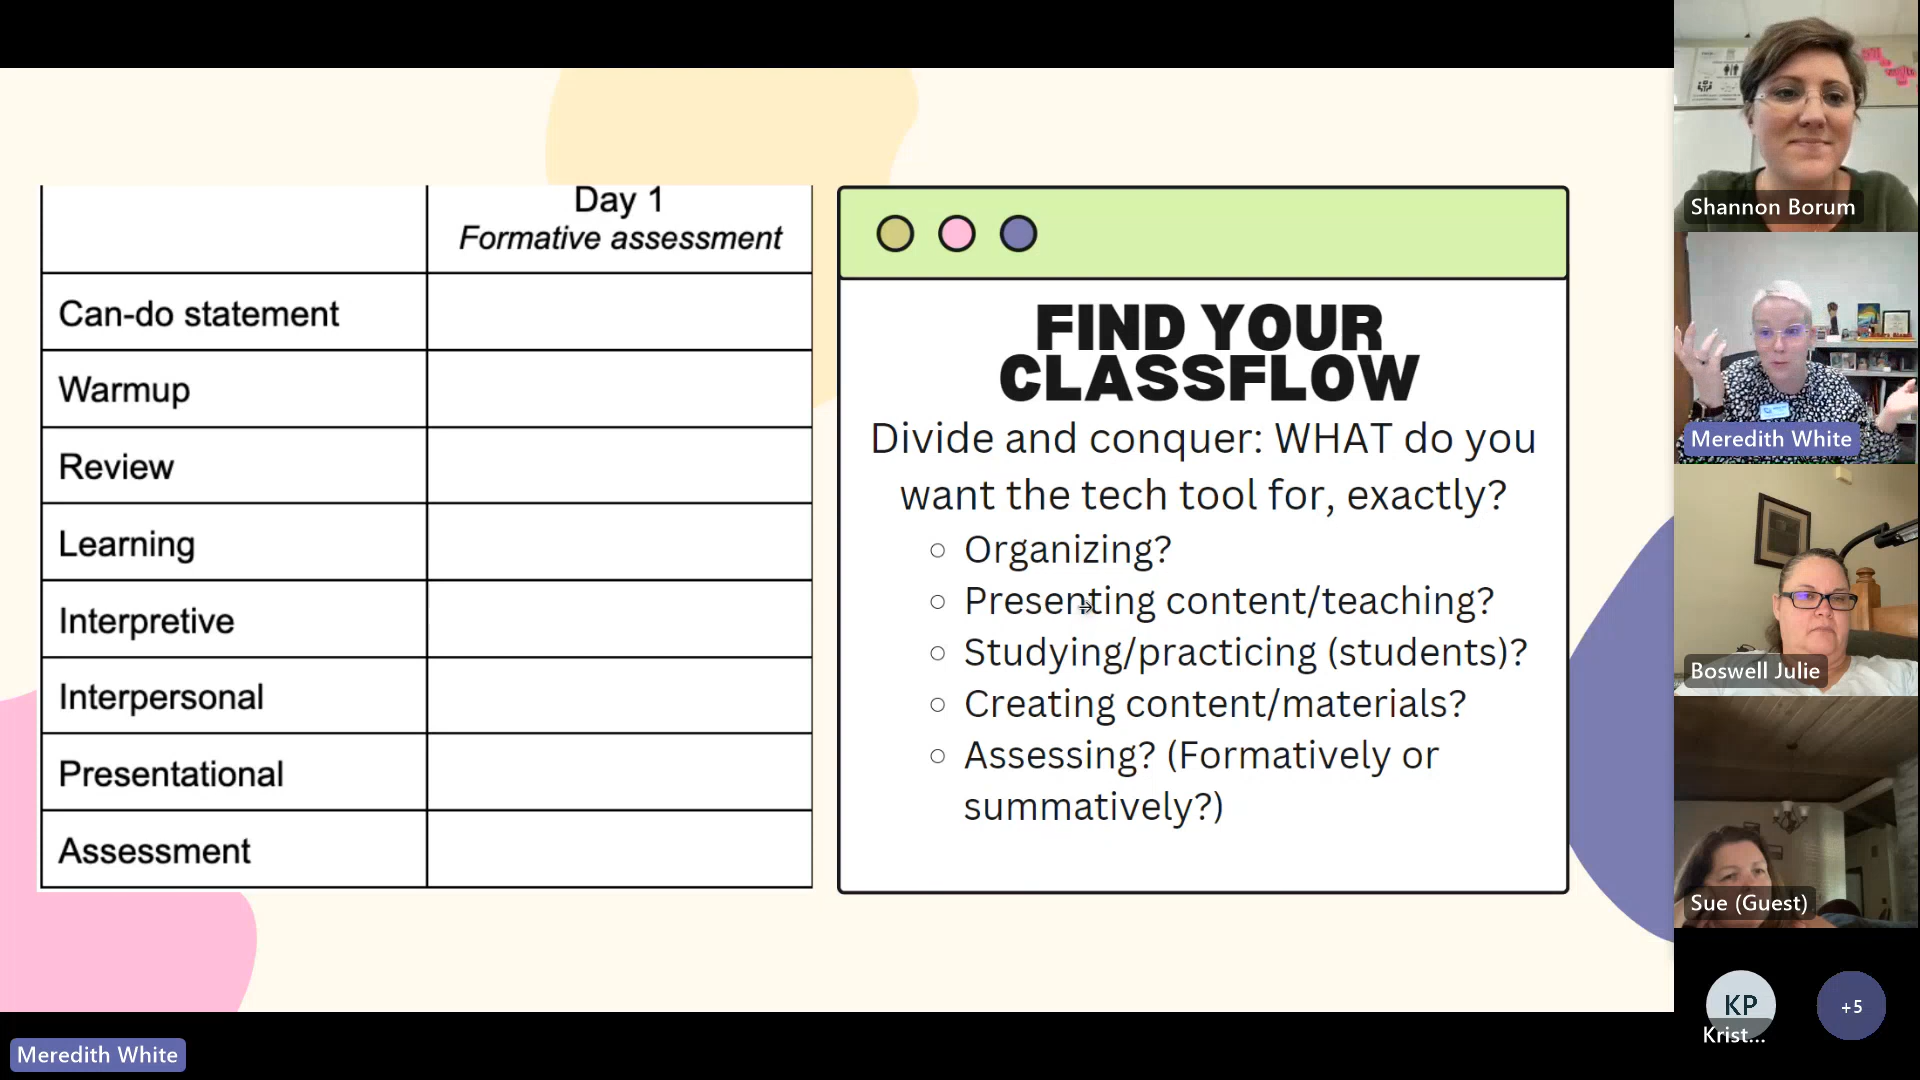 Day 1
Formative assessment
Can-do statement
Warmup
Review
Learning
Interpretive
Interpersonal
Presentational
Assessment
FIND YOUR
CLASSFLOW
Divide and conquer: WHAT do you
want the tech tool for, exactly?
Organizing?
Presenting content/teaching?
Studying/practicing (students)?
Creating content/materials?
Assessing? (Formatively or
summatively?)
Shannon Borum
Meredith White
Boswell Julie
Sue (Guest)
KP
Krist...
+5
Meredith White